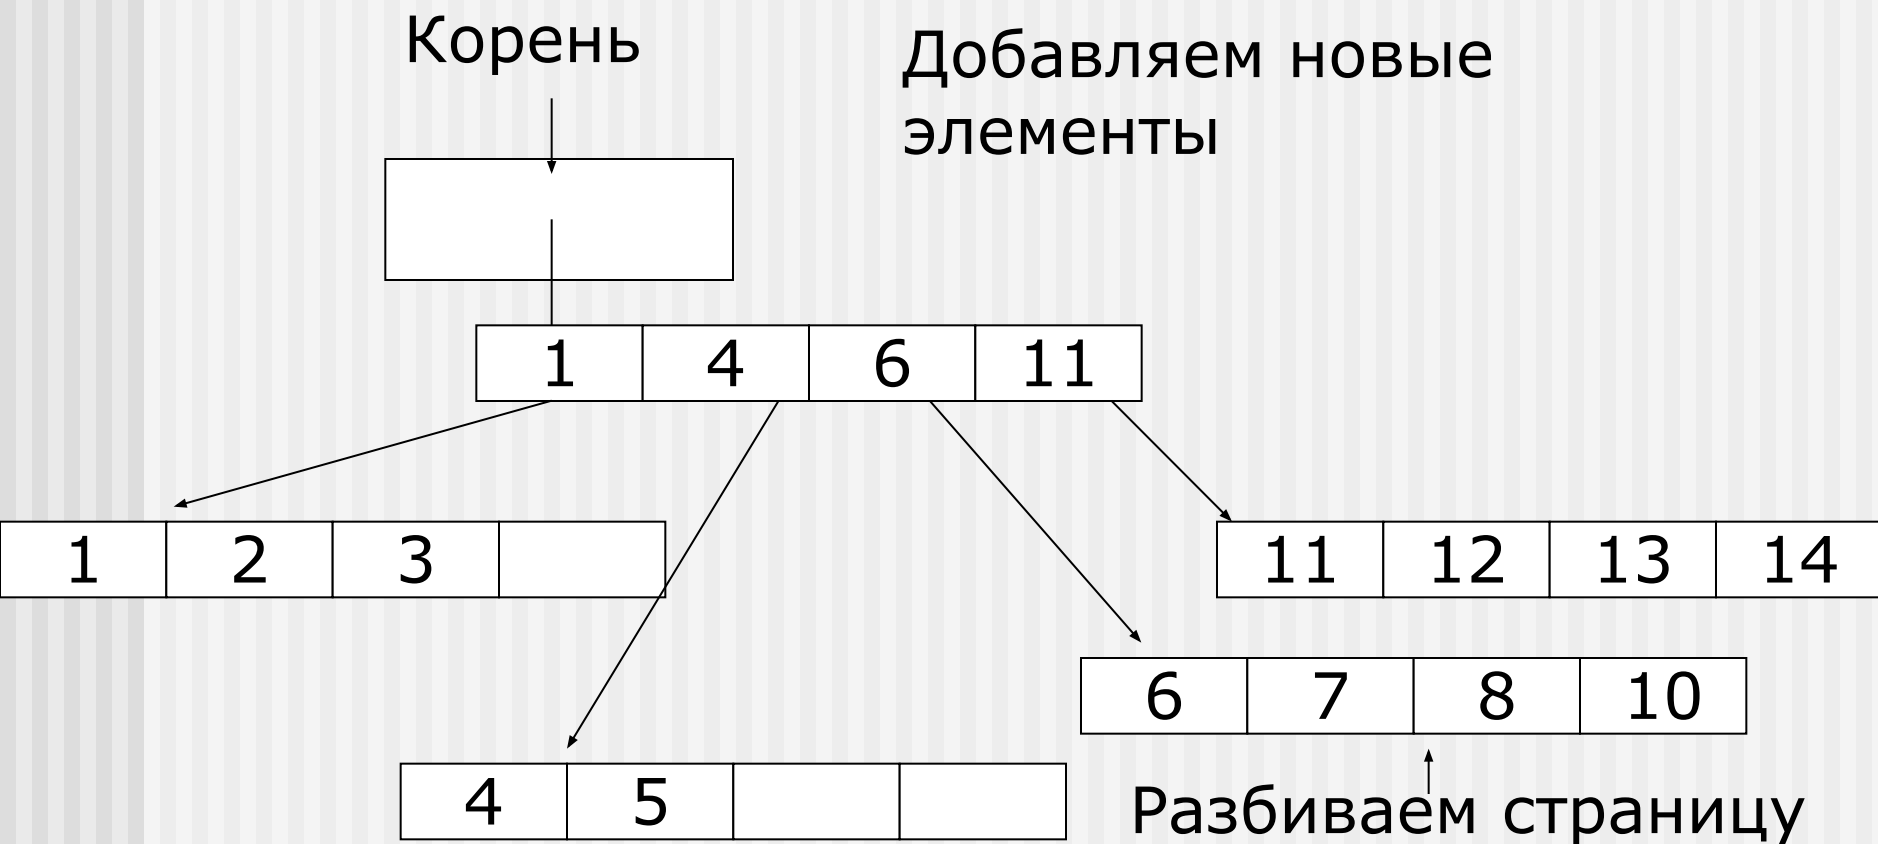 Корень
Добавляем новые
элементы
1 4 6 11
1 2 3
11 12 13 14
6 7 8 10
4 5
Разбиваем страницу